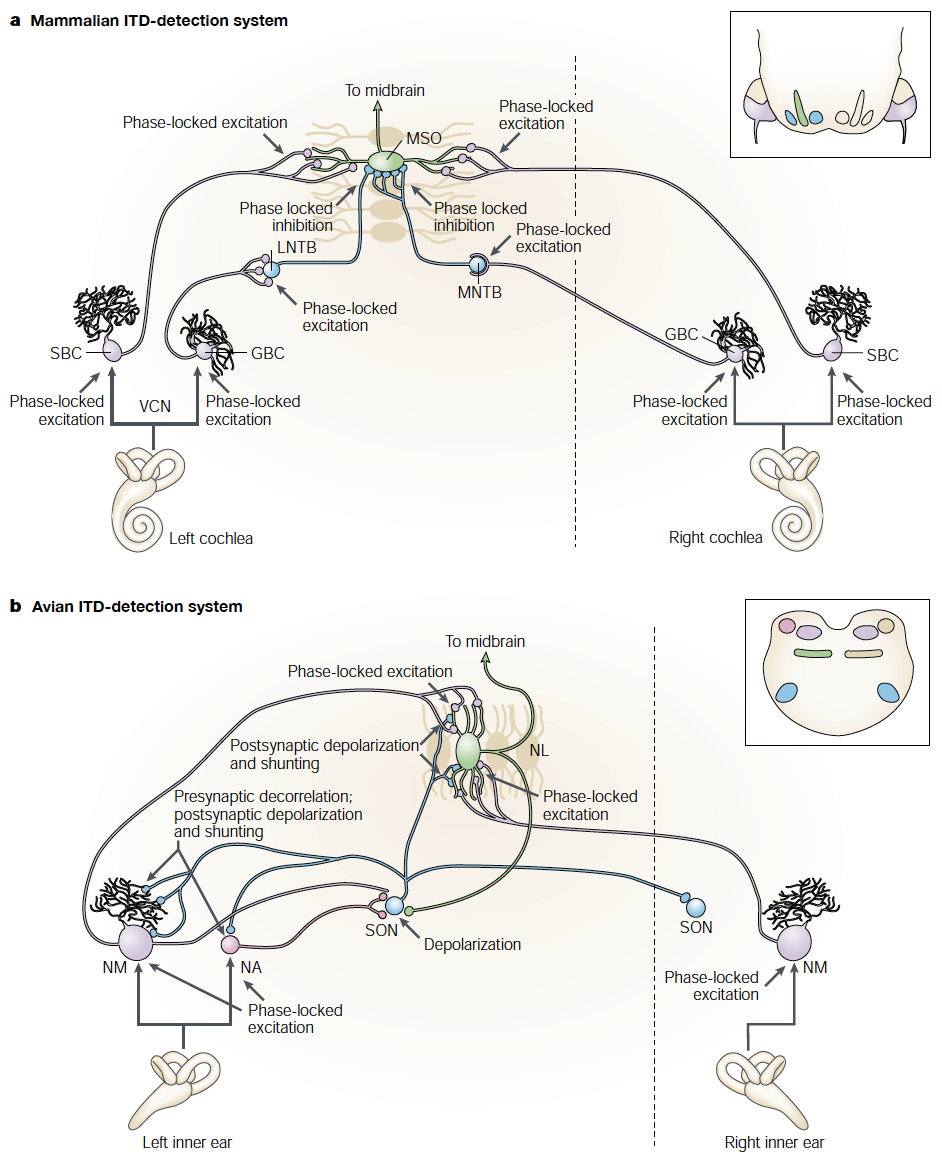 a Mammalian ITD-detection system
To midbrain
Phase-locked excitation
MSO
Phase-locked
excitation
Phase locked
inhibition
Phase locked
inhibition
Phase-locked
excitation
LNTB
MNTB
Phase-locked
excitation
SBC
GBC
GBC
SBC
Phase-locked
excitation
VCN
Phase-locked
excitation
Phase-locked
excitation
Phase-locked
excitation
Left cochlea
Right cochlea
b Avian ITD-detection system
To midbrain
Phase-locked excitation
Postsynaptic depolarization
and shunting
NL
Presynaptic decorrelation;
postsynaptic depolarization
and shunting
Phase-locked
excitation
SON
Depolarization
SON
NM
NA
NM
Phase-locked
excitation
Phase-locked
excitation
Left inner ear
Right inner ear